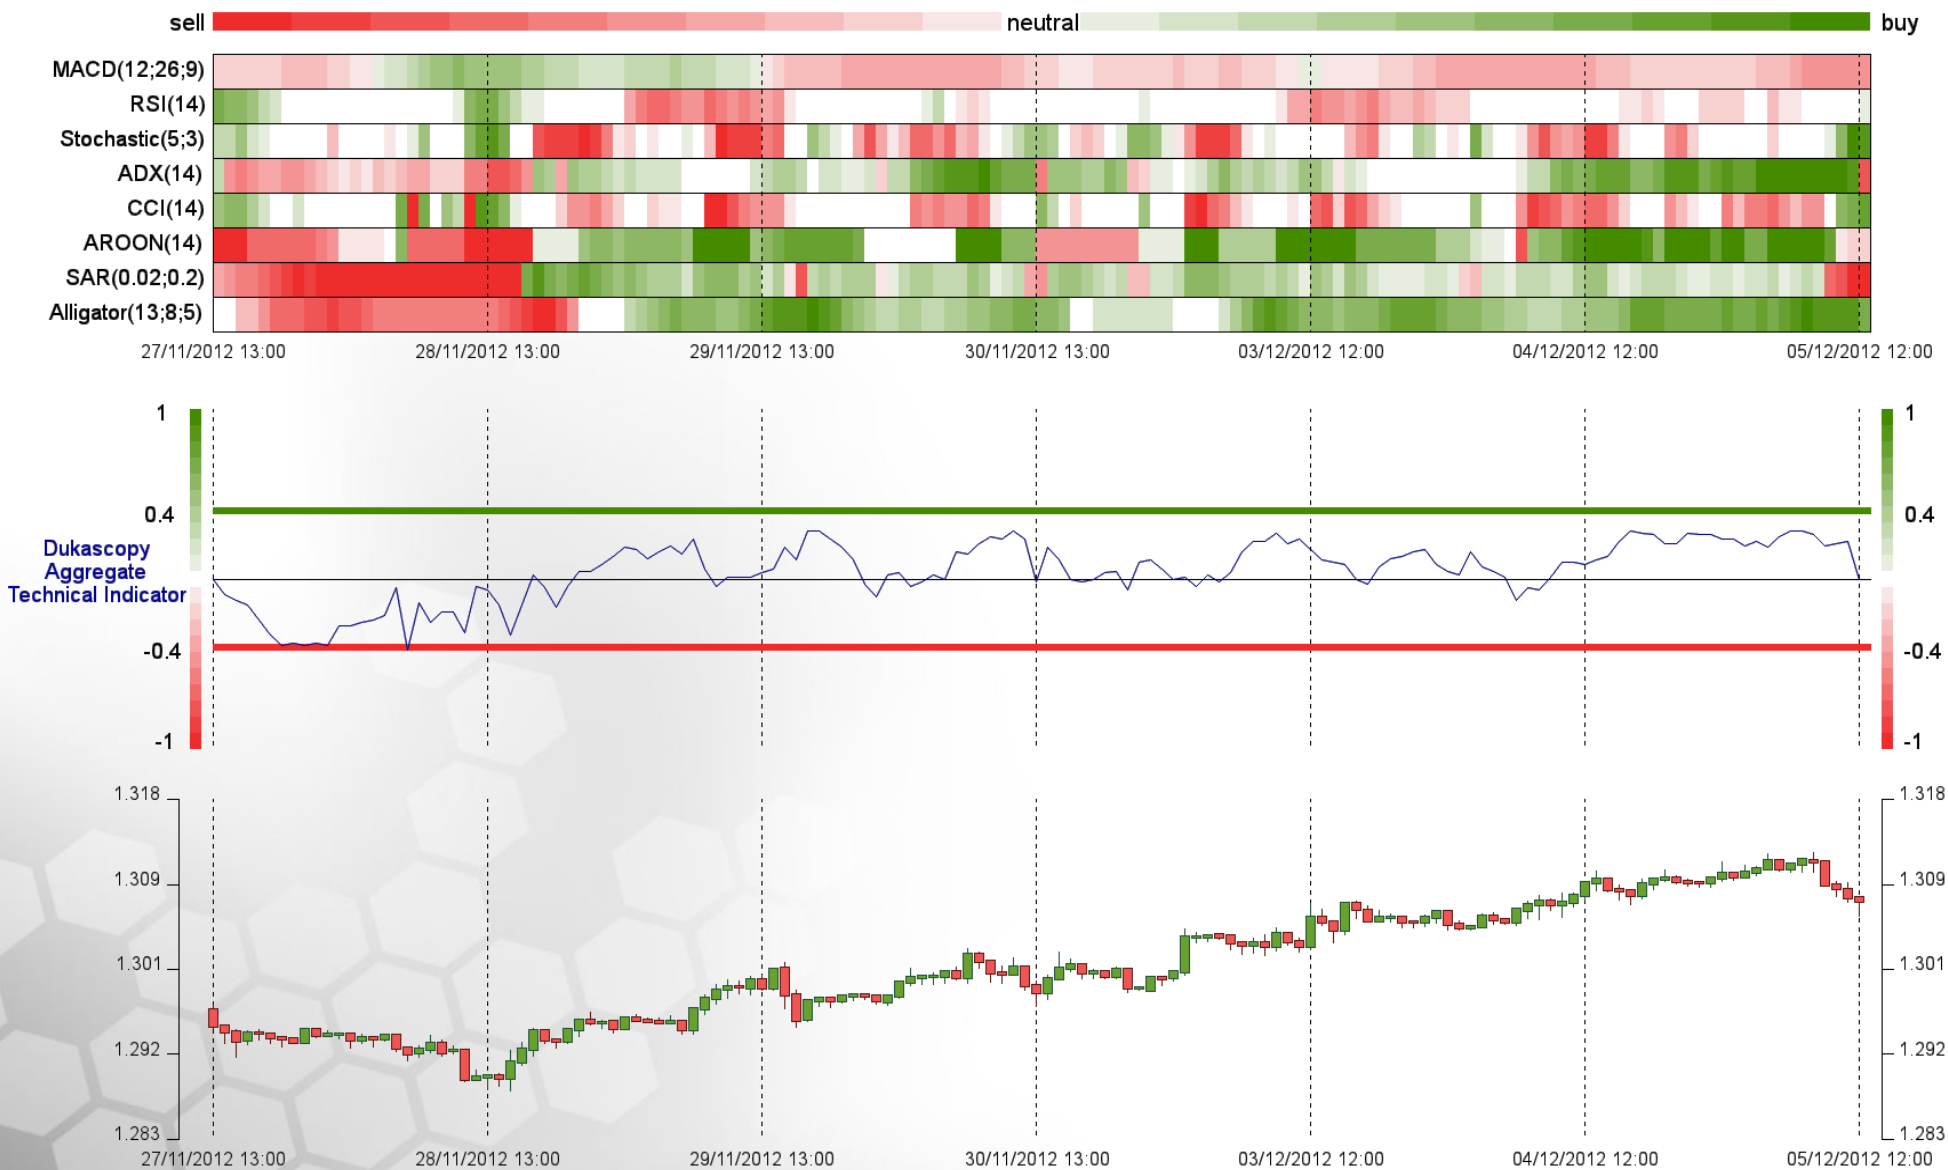 sell neutral buy
MACD(12;26;9)
RSI(14)
Stochastic(5;3)
ADX(14)
CCI(14)
AROON(14)
SAR(0.02;0.2)
Alligator(13;8;5)
27/11/2012 13:00 28/11/2012 13:00 29/11/2012 13:00 30/11/2012 13:00 03/12/2012 12:00 04/12/2012 12:00 05/12/2012 12:00
1 1
0.4 0.4
Dukascopy
Aggregate
Technical Indicator
-0.4 -0.4
-1 -1
1.318 1.318
1.309 1.309
1.301 1.301
1.292 1.292
1.283 1.283
27/11/2012 13:00 28/11/2012 13:00 29/11/2012 13:00 30/11/2012 13:00 03/12/2012 12:00 04/12/2012 12:00 05/12/2012 12:00